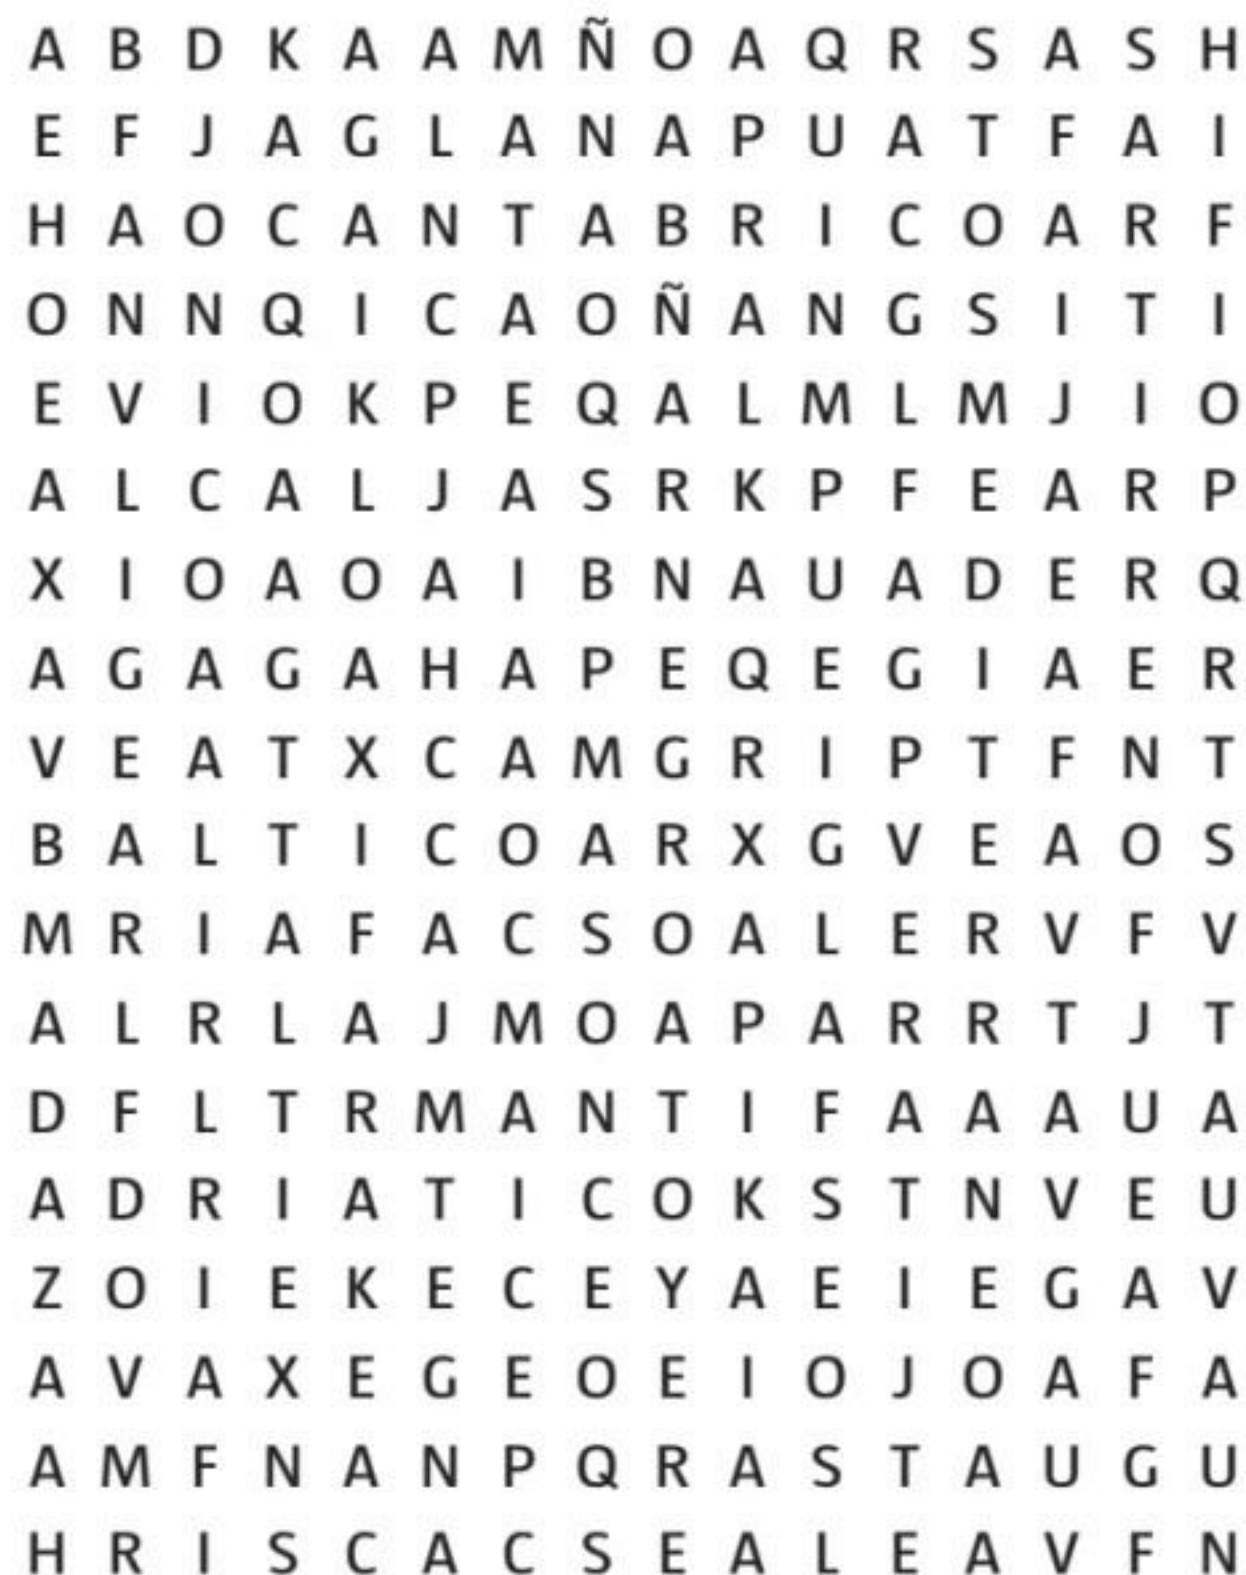 A B D K A A M Ñ O A Q R S A S H
E F J A G L A N A P U A T F A I
H A O C A N T A B R I C O A R F
O N N Q I C A O Ñ A N G S I T I
E V I O K P E Q A L M L M J I O
A L C A L J A S R K P F E A R P
X I O A O A I B N A U A D E R Q
A G A G A H A P E Q E G I A E R
V E A T X C A M G R I P T F N T
B A L T I C O A R X G V E A O S
M R I A F A C S O A L E R V F V
A L R L A J M O A P A R R T J T
D F L T R M A N T I F A A A U A
A D R I A T I C O K S T N V E U
Z O I E K E C E Y A E I E G A V
A V A X E G E O E I O J O A F A
A M F N A N P Q R A S T A U G U
H R I S C A C S E A L E A V F N